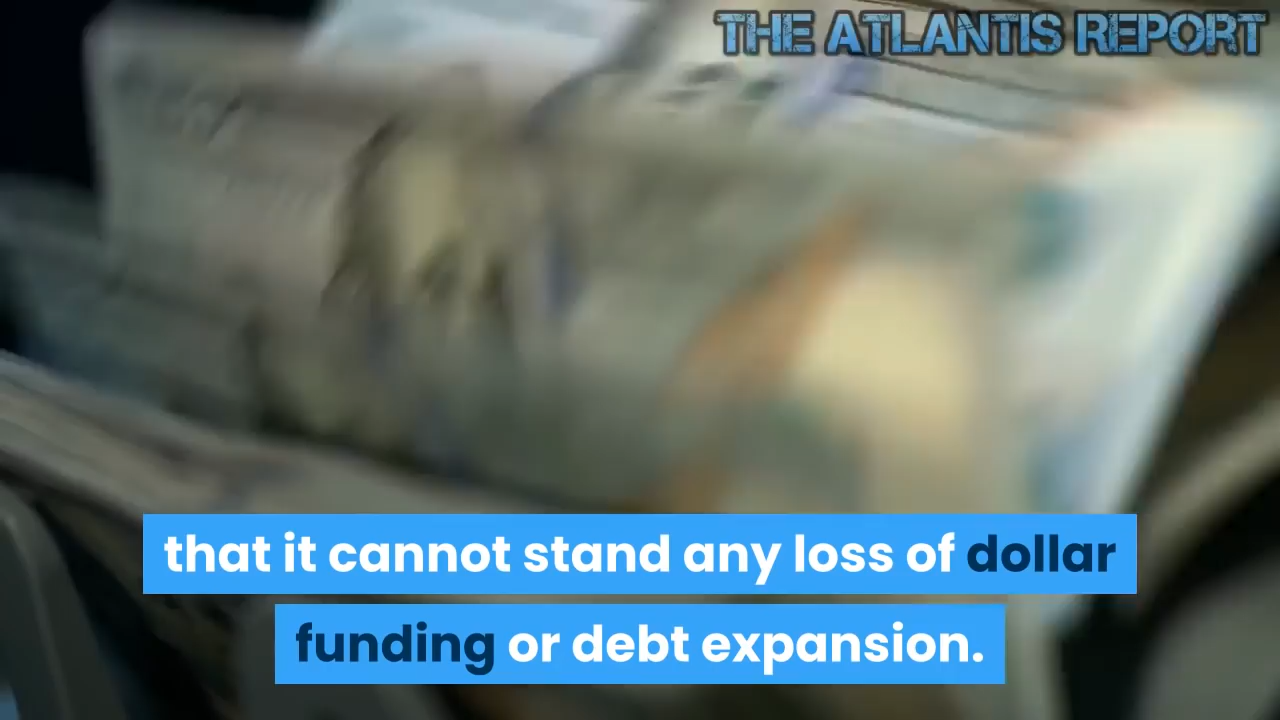 THE ATLANTIS REPORT
that it cannot stand any loss of dollar
funding or debt expansion.